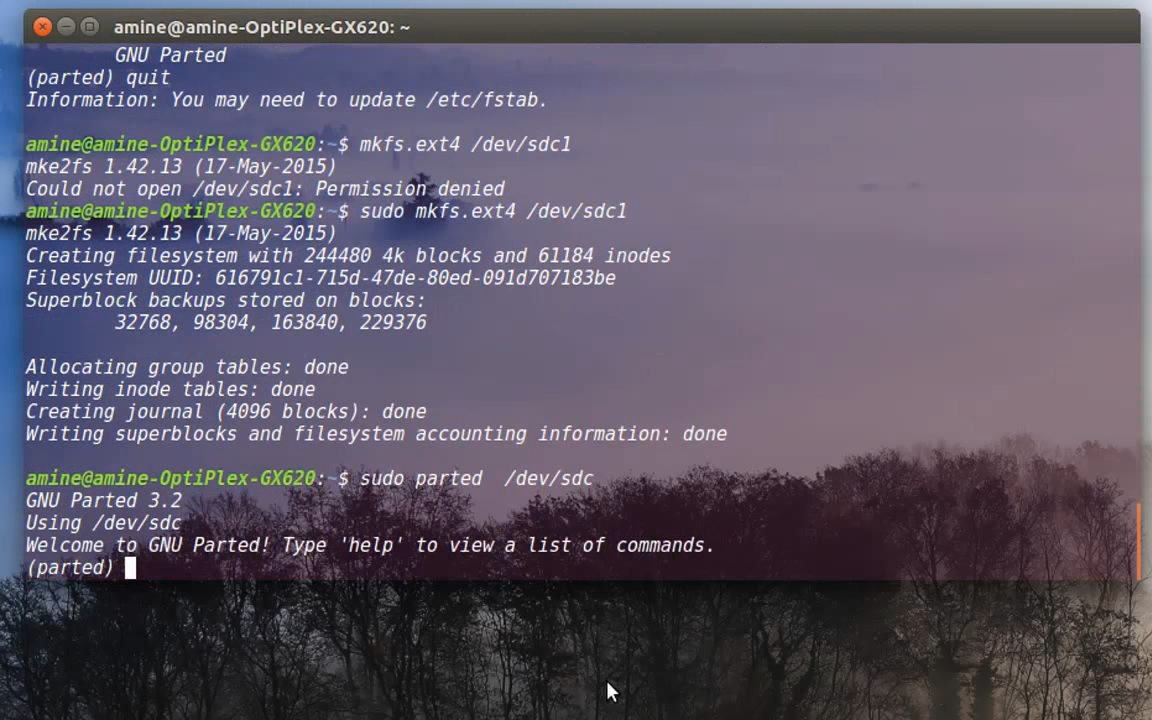 amine@amine-OptiPlex-GX620: ~
GNU Parted
(parted) quit
Information: You may need to update /etc/fstab.
amine@amine-OptiPlex-GX620:~$ mkfs.ext4 /dev/sdc1
mke2fs 1.42.13 (17-May-2015)
Could not open /dev/sdc1: Permission denied
amine@amine-OptiPlex-GX620:~$ sudo mkfs.ext4 /dev/sdc1
mke2fs 1.42.13 (17-May-2015)
Creating filesystem with 244480 4k blocks and 61184 inodes
Filesystem UUID: 616791c1-715d-47de-80ed-091d707183be
Superblock backups stored on blocks:
32768, 98304, 163840, 229376
Allocating group tables: done
Writing inode tables: done
Creating journal (4096 blocks): done
Writing superblocks and filesystem accounting information: done
amine@amine-OptiPlex-GX620:~$ sudo parted  /dev/sdc
GNU Parted 3.2
Using /dev/sdc
Welcome to GNU Parted! Type 'help' to view a list of commands.
(parted)